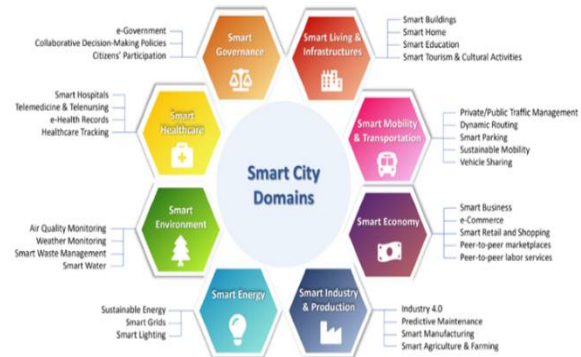 Smart City
Domains
Smart
Governance
e-Government
Collaborative Decision-Making Policies
Citizens' Participation
Smart Living &
Infrastructures
Smart Buildings
Smart Home
Smart Education
Smart Tourism & Cultural Activities
Smart Mobility
& Transportation
Private/Public Traffic Management
Dynamic Routing
Smart Parking
Sustainable Mobility
Vehicle Sharing
Smart Economy
Smart Business
e-Commerce
Smart Retail and Shopping
Peer-to-peer marketplaces
Peer-to-peer labor services
Smart Industry
& Production
Industry 4.0
Predictive Maintenance
Smart Manufacturing
Smart Agriculture & Farming
Smart Energy
Sustainable Energy
Smart Grids
Smart Lighting
Smart
Environment
Air Quality Monitoring
Weather Monitoring
Smart Waste Management
Smart Water
Smart
Healthcare
Smart Hospitals
Telemedicine & Telenursing
e-Health Records
Healthcare Tracking